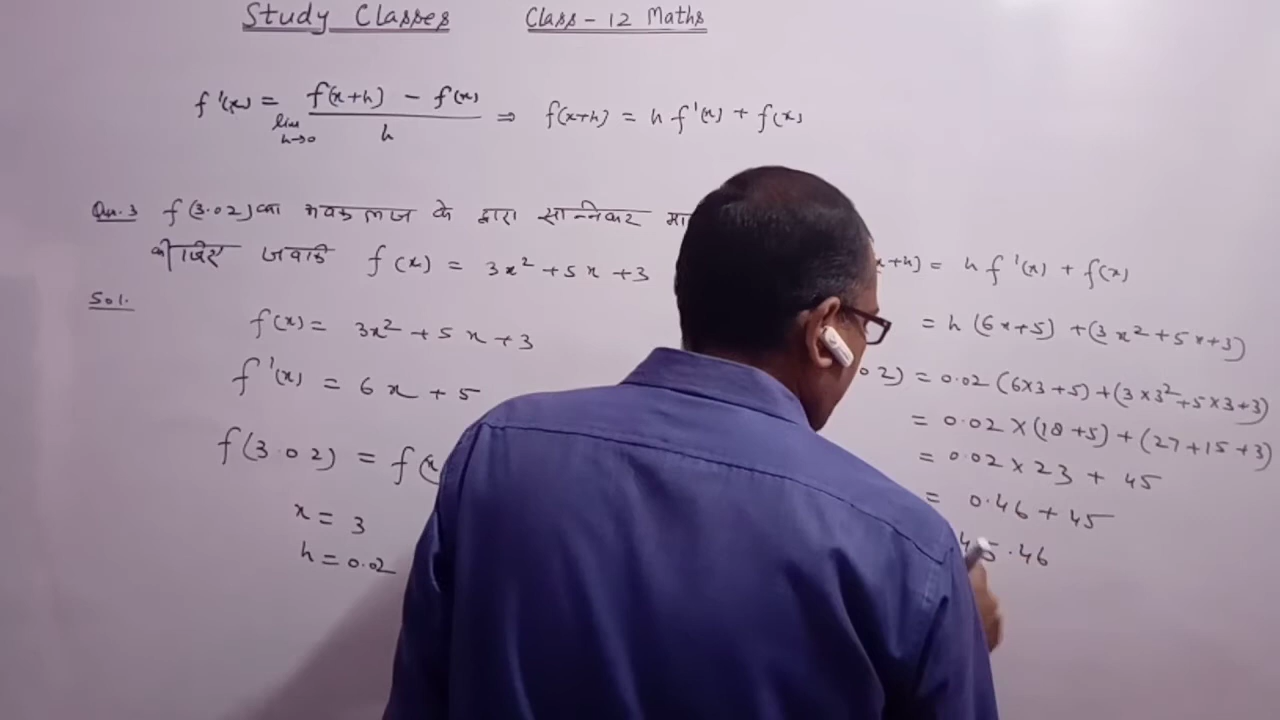 Study Classes Class - 12 Maths
f'(x) = lim h→0 f(x+h) - f(x) / h ⇒ f(x+h) = h f'(x) + f(x)
Qu. 3 f(3.02) का अवकलज के द्वारा सान्निकट
कीजिए जबकि f(x) = 3x² + 5x + 3
Sol.
f(x) = 3x² + 5x + 3
f'(x) = 6x + 5
f(3.02) = f(x
x = 3
h = 0.02
x+h) = h f'(x) + f(x)
= h (6x+5) + (3x² + 5x + 3)
02) = 0.02 (6×3+5) + (3×3² + 5×3+3)
= 0.02 × (18+5) + (27+15+3)
= 0.02 × 23 + 45
= 0.46 + 45
45.46